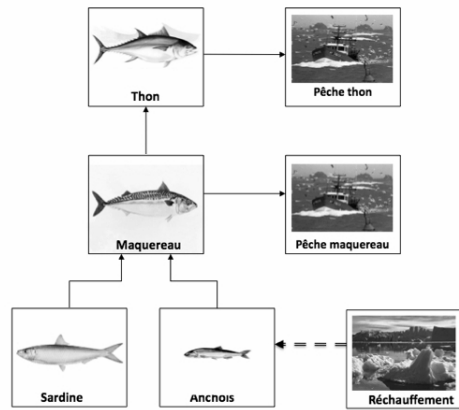 Thon
Pêche thon
Maquereau
Pêche maquereau
Sardine
Anchois
Réchauffement